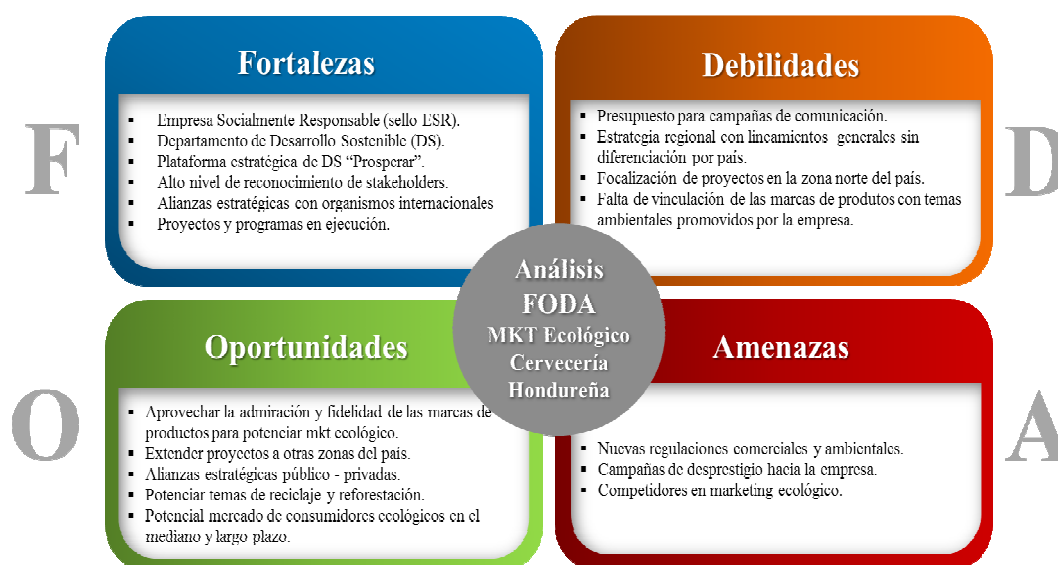 F
Fortalezas
▪ Empresa Socialmente Responsable (sello ESR).
▪ Departamento de Desarrollo Sostenible (DS).
▪ Plataforma estratégica de DS “Prosperar”.
▪ Alto nivel de reconocimiento de stakeholders.
▪ Alianzas estratégicas con organismos internacionales
▪ Proyectos y programas en ejecución.
D
Debilidades
▪ Presupuesto para campañas de comunicación.
▪ Estrategia regional con lineamientos generales sin
diferenciación por país.
▪ Focalización de proyectos en la zona norte del país.
▪ Falta de vinculación de las marcas de produtos con temas
ambientales promovidos por la empresa.
Análisis
FODA
MKT Ecológico
Cervecería
Hondureña
O
Oportunidades
▪ Aprovechar la admiración y fidelidad de las marcas de
productos para potenciar mkt ecológico.
▪ Extender proyectos a otras zonas del país.
▪ Alianzas estratégicas público - privadas.
▪ Potenciar temas de reciclaje y reforestación.
▪ Potencial mercado de consumidores ecológicos en el
mediano y largo plazo.
A
Amenazas
▪ Nuevas regulaciones comerciales y ambientales.
▪ Campañas de desprestigio hacia la empresa.
▪ Competidores en marketing ecológico.